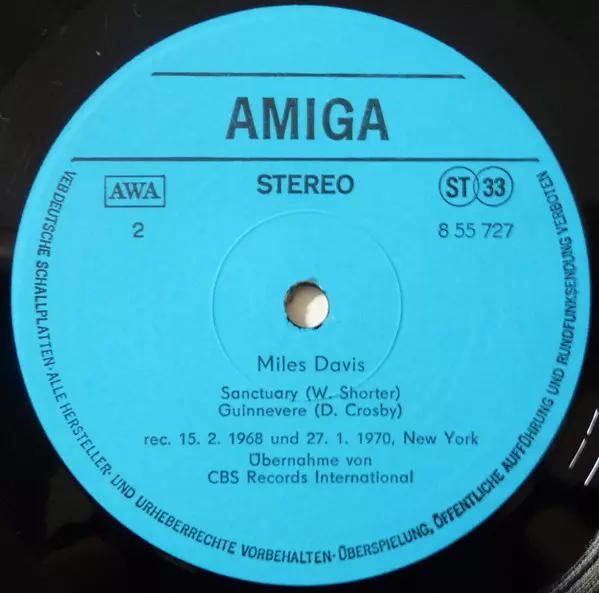 AMIGA
AWA
STEREO
ST 33
2
8 55 727
Miles Davis
Sanctuary (W. Shorter)
Guinnevere (D. Crosby)
rec. 15. 2. 1968 und 27. 1. 1970, New York
Übernahme von
CBS Records International
VEB DEUTSCHE SCHALLPLATTEN · ALLE HERSTELLER- UND URHEBERRECHTE VORBEHALTEN · ÜBERSPIELUNG, ÖFFENTLICHE AUFFÜHRUNG UND RUNDFUNKSENDUNG VERBOTEN